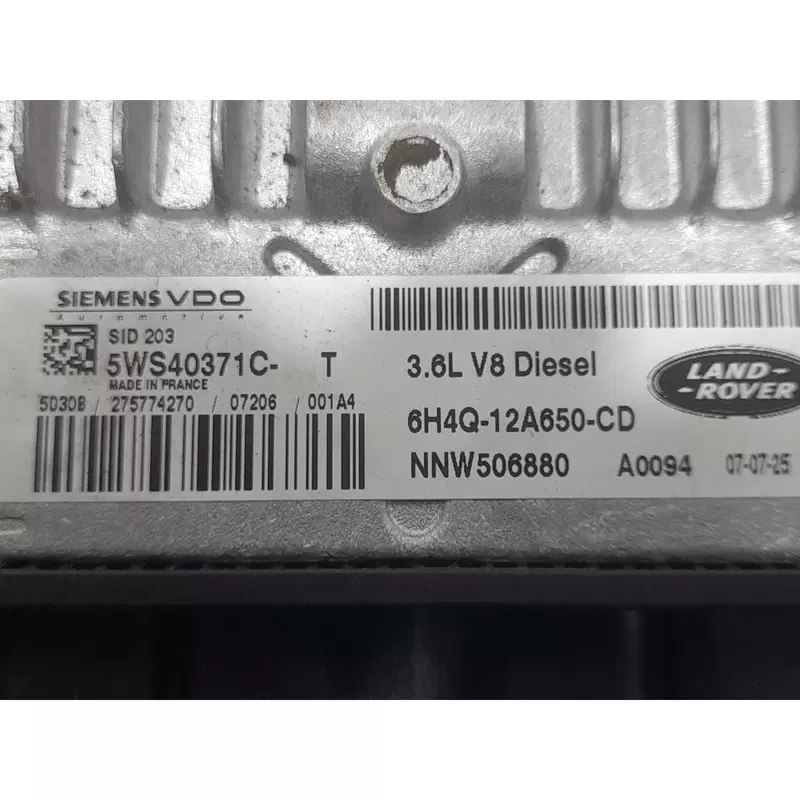 SIEMENS VDO
Automotive
SID 203
5WS40371C- T
MADE IN FRANCE
5030B / 275774270 / 07206 / 001A4
3.6L V8 Diesel
LAND-
-ROVER
6H4Q-12A650-CD
NNW506880 A0094 07-07-25